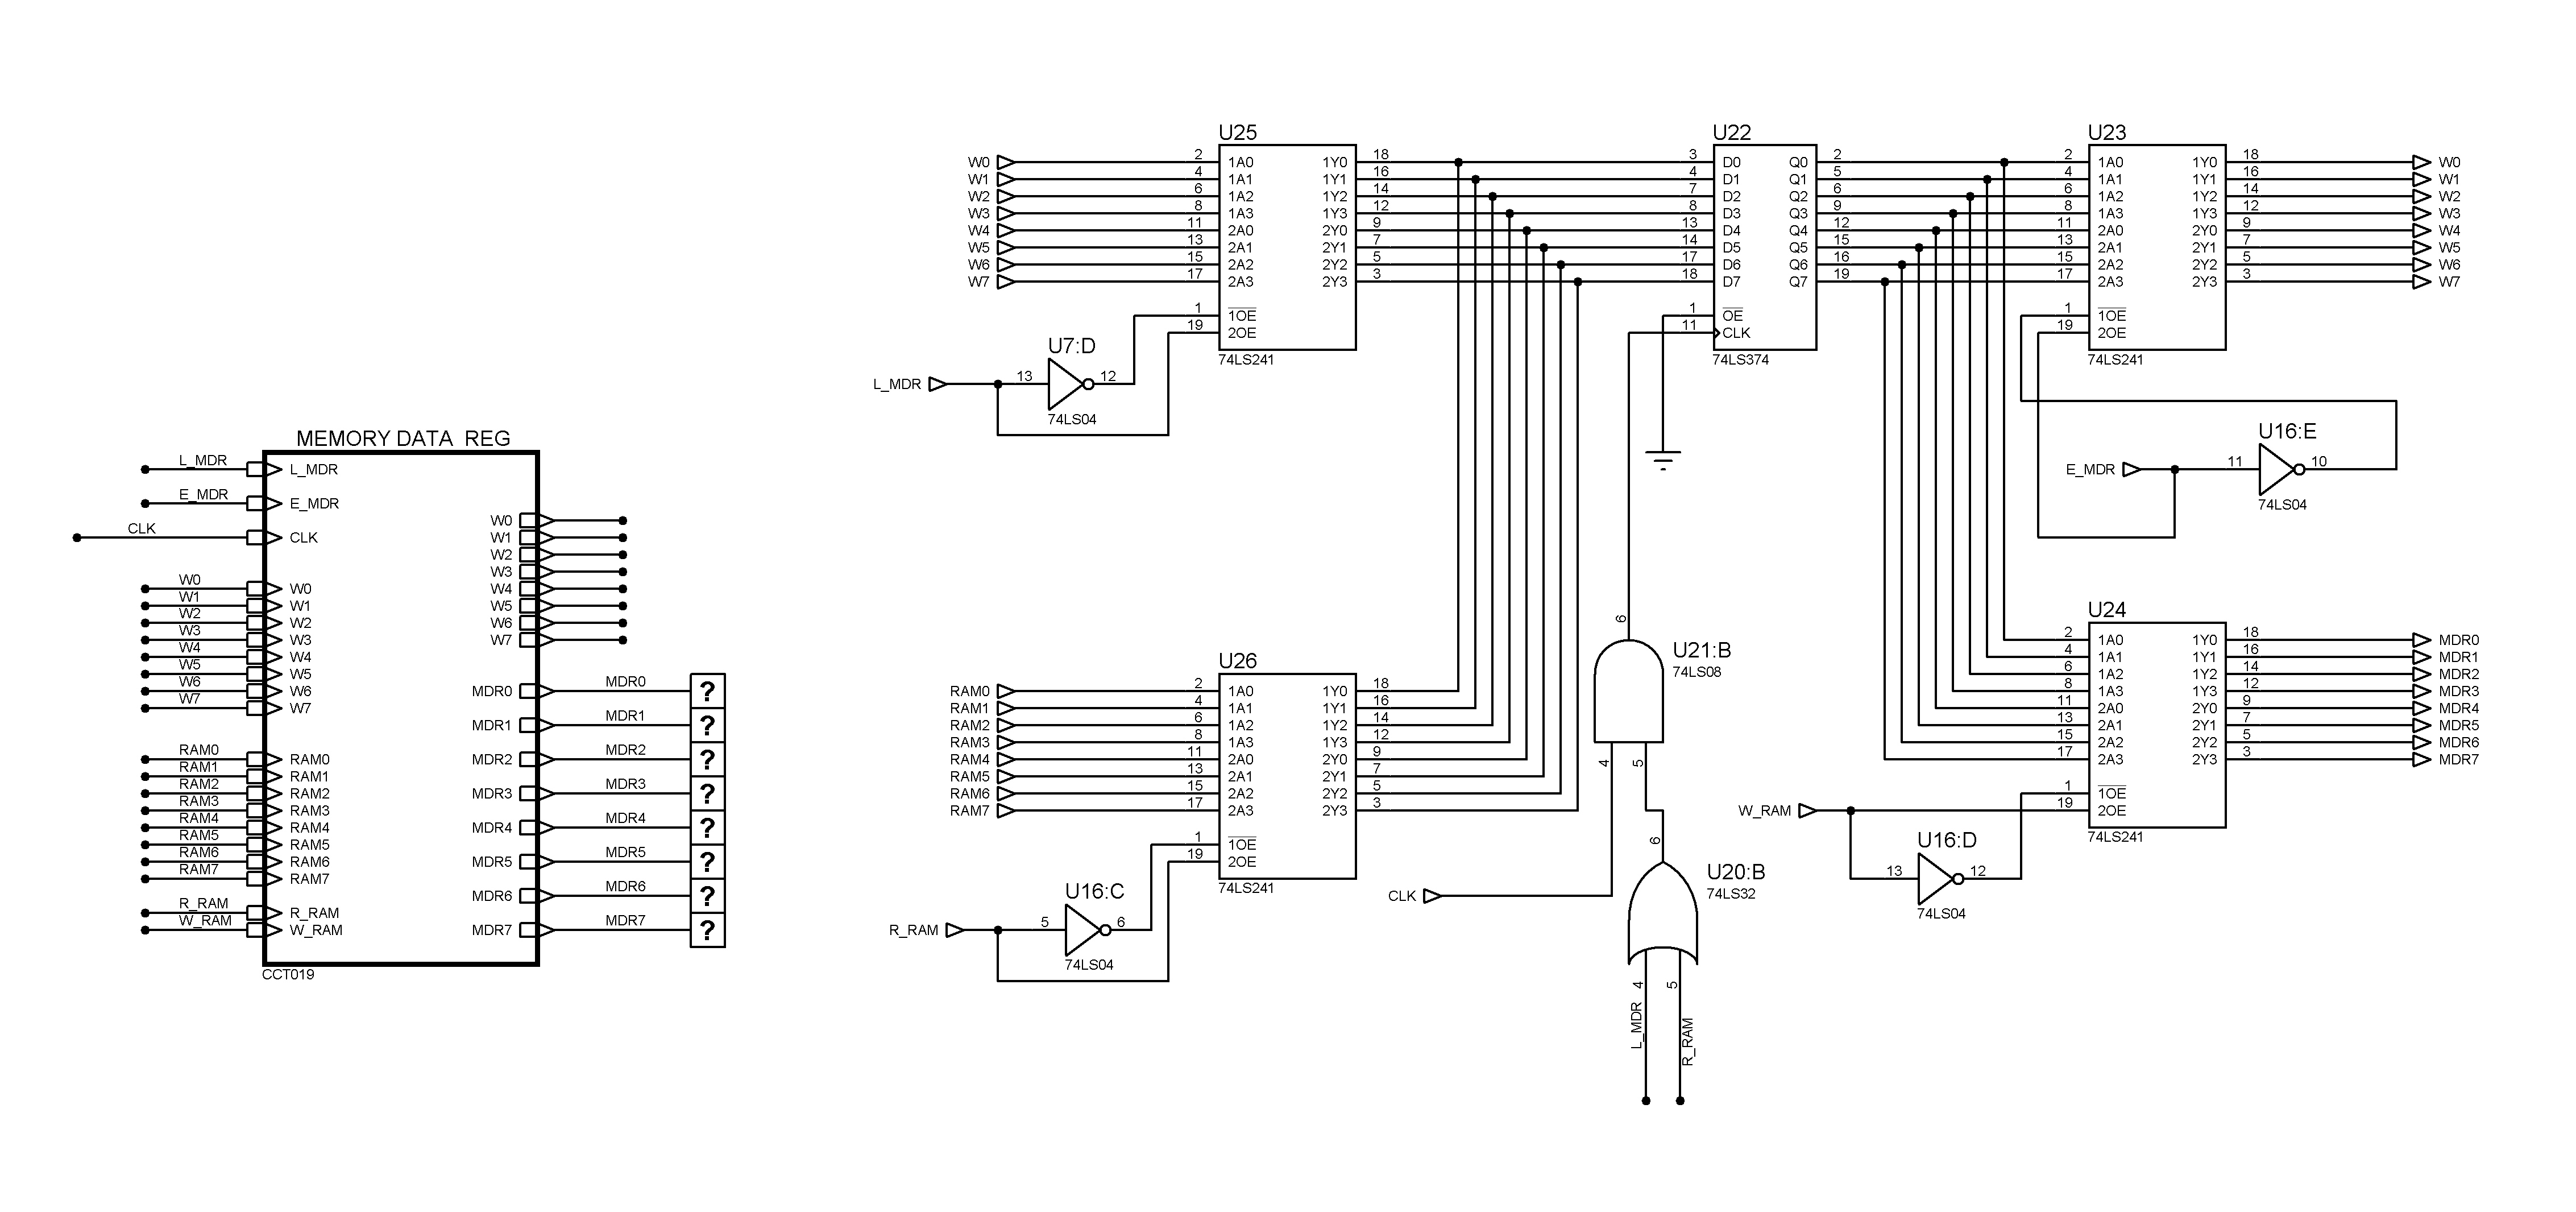 MEMORY DATA  REG
L_MDR
L_MDR
E_MDR
E_MDR
CLK
CLK
W0 W0
W1 W1
W2 W2
W3 W3
W4 W4
W5 W5
W6 W6
W7 W7
RAM0 RAM0
RAM1 RAM1
RAM2 RAM2
RAM3 RAM3
RAM4 RAM4
RAM5 RAM5
RAM6 RAM6
RAM7 RAM7
R_RAM R_RAM
W_RAM W_RAM
W0
W1
W2
W3
W4
W5
W6
W7
MDR0 MDR0 ?
MDR1 MDR1 ?
MDR2 MDR2 ?
MDR3 MDR3 ?
MDR4 MDR4 ?
MDR5 MDR5 ?
MDR6 MDR6 ?
MDR7 MDR7 ?
CCT019
U25
W0 2 1A0 1Y0 18
W1 4 1A1 1Y1 16
W2 6 1A2 1Y2 14
W3 8 1A3 1Y3 12
W4 11 2A0 2Y0 9
W5 13 2A1 2Y1 7
W6 15 2A2 2Y2 5
W7 17 2A3 2Y3 3
1 1OE
19 2OE
74LS241
U7:D
L_MDR 13 12
74LS04
U22
3 D0 Q0 2
4 D1 Q1 5
7 D2 Q2 6
8 D3 Q3 9
13 D4 Q4 12
14 D5 Q5 15
17 D6 Q6 16
18 D7 Q7 19
1 OE
11 CLK
74LS374
U23
2 1A0 1Y0 18 W0
4 1A1 1Y1 16 W1
6 1A2 1Y2 14 W2
8 1A3 1Y3 12 W3
11 2A0 2Y0 9 W4
13 2A1 2Y1 7 W5
15 2A2 2Y2 5 W6
17 2A3 2Y3 3 W7
1 1OE
19 2OE
74LS241
U16:E
E_MDR 11 10
74LS04
U26
RAM0 2 1A0 1Y0 18
RAM1 4 1A1 1Y1 16
RAM2 6 1A2 1Y2 14
RAM3 8 1A3 1Y3 12
RAM4 11 2A0 2Y0 9
RAM5 13 2A1 2Y1 7
RAM6 15 2A2 2Y2 5
RAM7 17 2A3 2Y3 3
1 1OE
19 2OE
74LS241
U16:C
R_RAM 5 6
74LS04
6
U21:B
74LS08
4 5
CLK
6
U20:B
74LS32
4 5
L_MDR
R_RAM
U24
2 1A0 1Y0 18 MDR0
4 1A1 1Y1 16 MDR1
6 1A2 1Y2 14 MDR2
8 1A3 1Y3 12 MDR3
11 2A0 2Y0 9 MDR4
13 2A1 2Y1 7 MDR5
15 2A2 2Y2 5 MDR6
17 2A3 2Y3 3 MDR7
1 1OE
W_RAM 19 2OE
74LS241
U16:D
13 12
74LS04